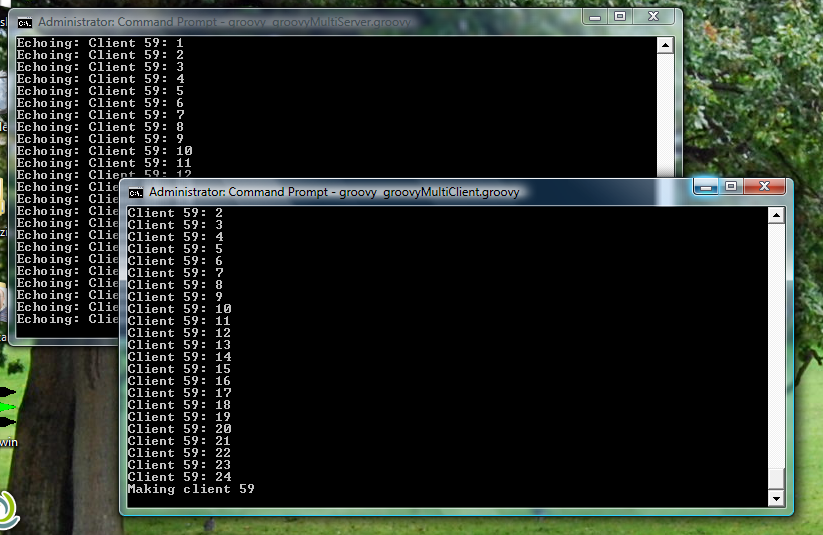 Administrator: Command Prompt - groovy groovyMultiServer.groovy
Echoing: Client 59: 1
Echoing: Client 59: 2
Echoing: Client 59: 3
Echoing: Client 59: 4
Echoing: Client 59: 5
Echoing: Client 59: 6
Echoing: Client 59: 7
Echoing: Client 59: 8
Echoing: Client 59: 9
Echoing: Client 59: 10
Echoing: Client 59: 11
Echoing: Client 59: 12
Echoing: Clie
Echoing: Clie
Echoing: Clie
Echoing: Clie
Echoing: Clie
Echoing: Clie
Echoing: Clie
Echoing: Clie
Echoing: Clie
Echoing: Clie
Echoing: Clie
Echoing: Clie
Administrator: Command Prompt - groovy groovyMultiClient.groovy
Client 59: 2
Client 59: 3
Client 59: 4
Client 59: 5
Client 59: 6
Client 59: 7
Client 59: 8
Client 59: 9
Client 59: 10
Client 59: 11
Client 59: 12
Client 59: 13
Client 59: 14
Client 59: 15
Client 59: 16
Client 59: 17
Client 59: 18
Client 59: 19
Client 59: 20
Client 59: 21
Client 59: 22
Client 59: 23
Client 59: 24
Making client 59
win